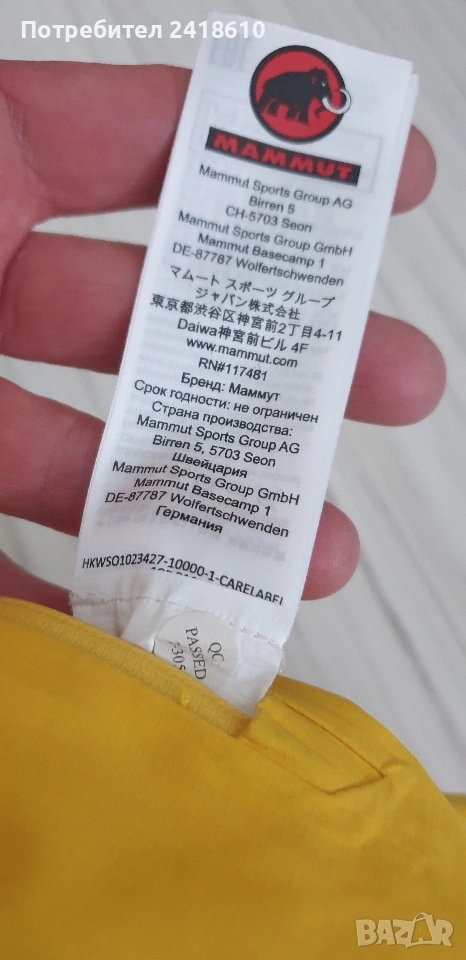 Потребител 2418610
MAMMUT
Mammut Sports Group AG
Birren 5
CH-5703 Seon
Mammut Sports Group GmbH
Mammut Basecamp 1
DE-87787 Wolfertschwenden
マムート スポーツ グループ
ジャパン株式会社
東京都渋谷区神宮前2丁目4-11
Daiwa神宮前ビル 4F
www.mammut.com
RN#117481
Бренд: Маммут
Срок годности: не ограничен
Страна производства:
Mammut Sports Group AG
Birren 5, 5703 Seon
Швейцария
Mammut Sports Group GmbH
Mammut Basecamp 1
DE-87787 Wolfertschwenden
Германия
HKWSO1023427-10000-1-CARELABEL
QC
PASSED
BAZAR